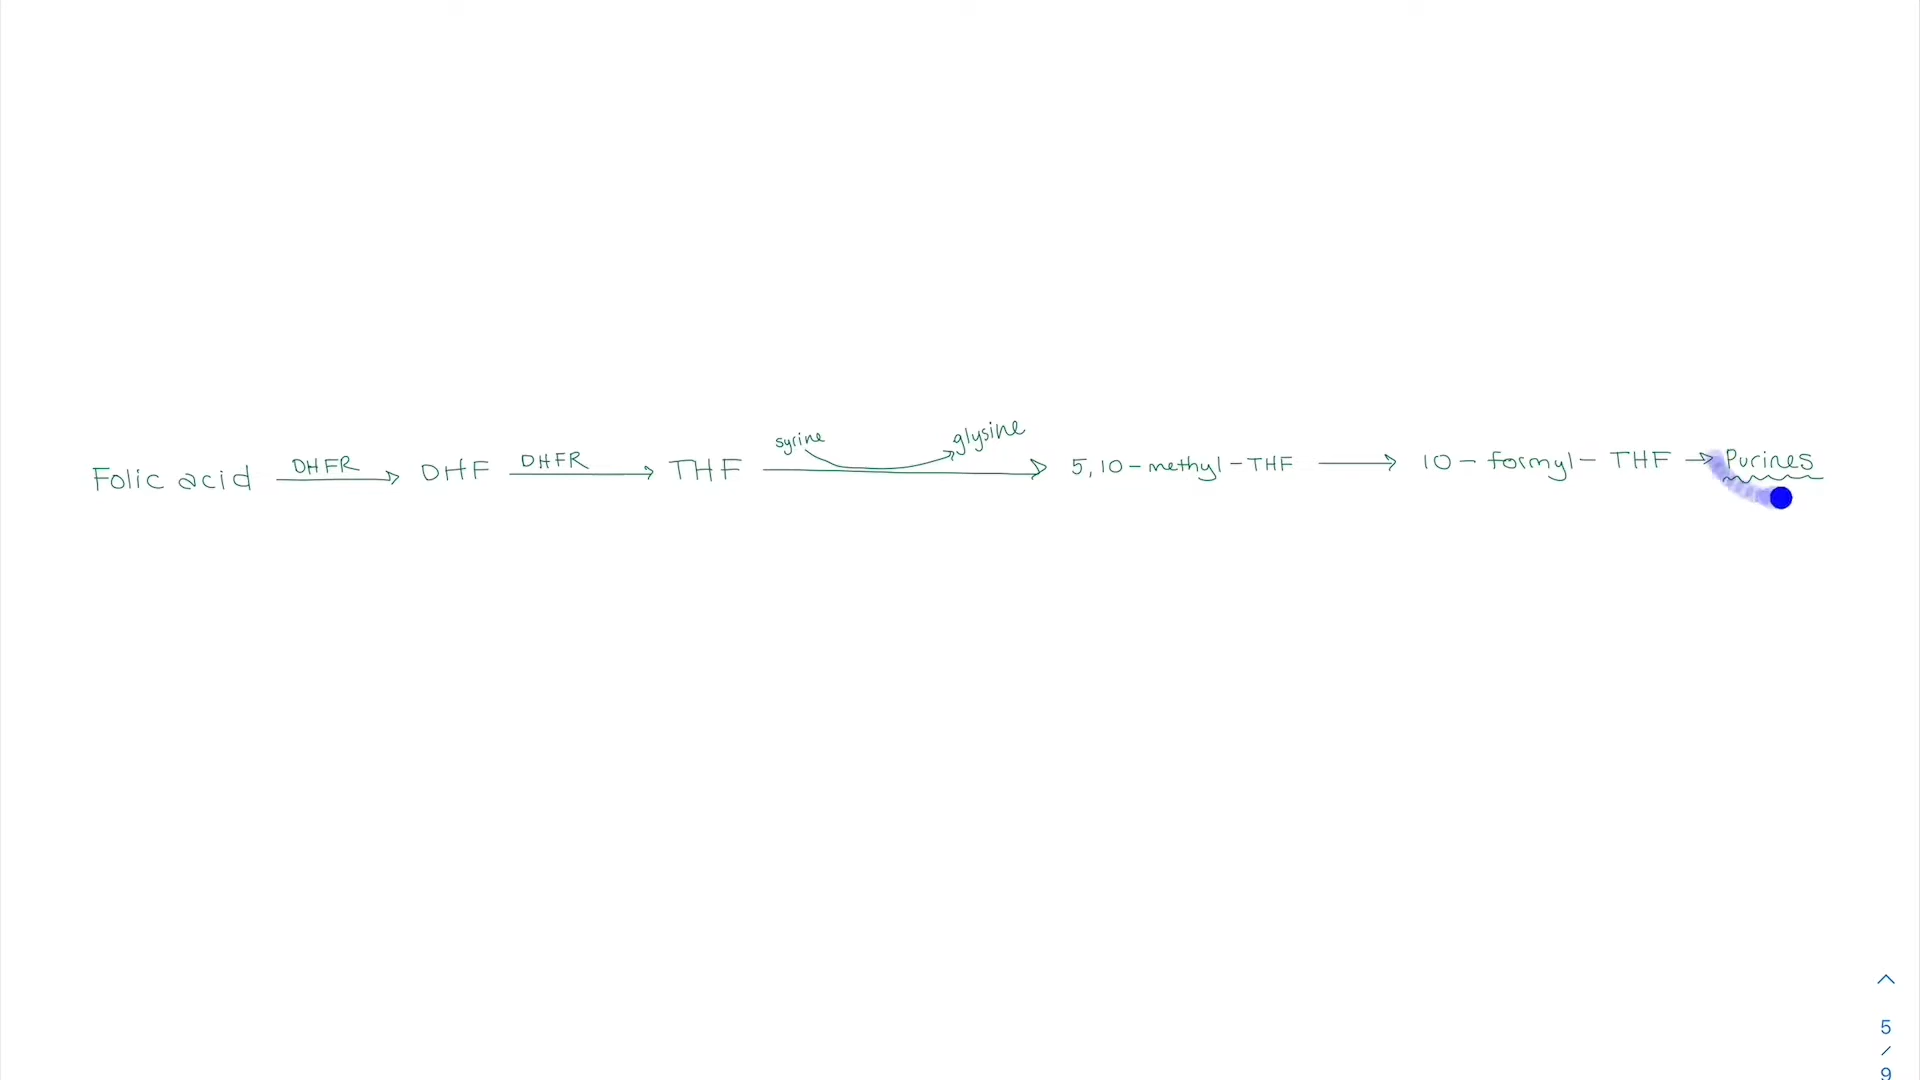 syrine glysine
Folic acid DHFR DHF DHFR THF 5,10-methyl-THF 10-formyl-THF Purines
5
/
9